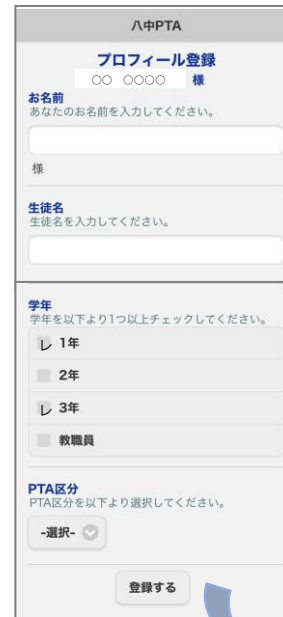 八中PTA
プロフィール登録
○○ ○○○○ 様
お名前
あなたのお名前を入力してください。
様
生徒名
生徒名を入力してください。
学年
学年を以下より1つ以上チェックしてください。
レ 1年
2年
レ 3年
教職員
PTA区分
PTA区分を以下より選択してください。
-選択-
登録する